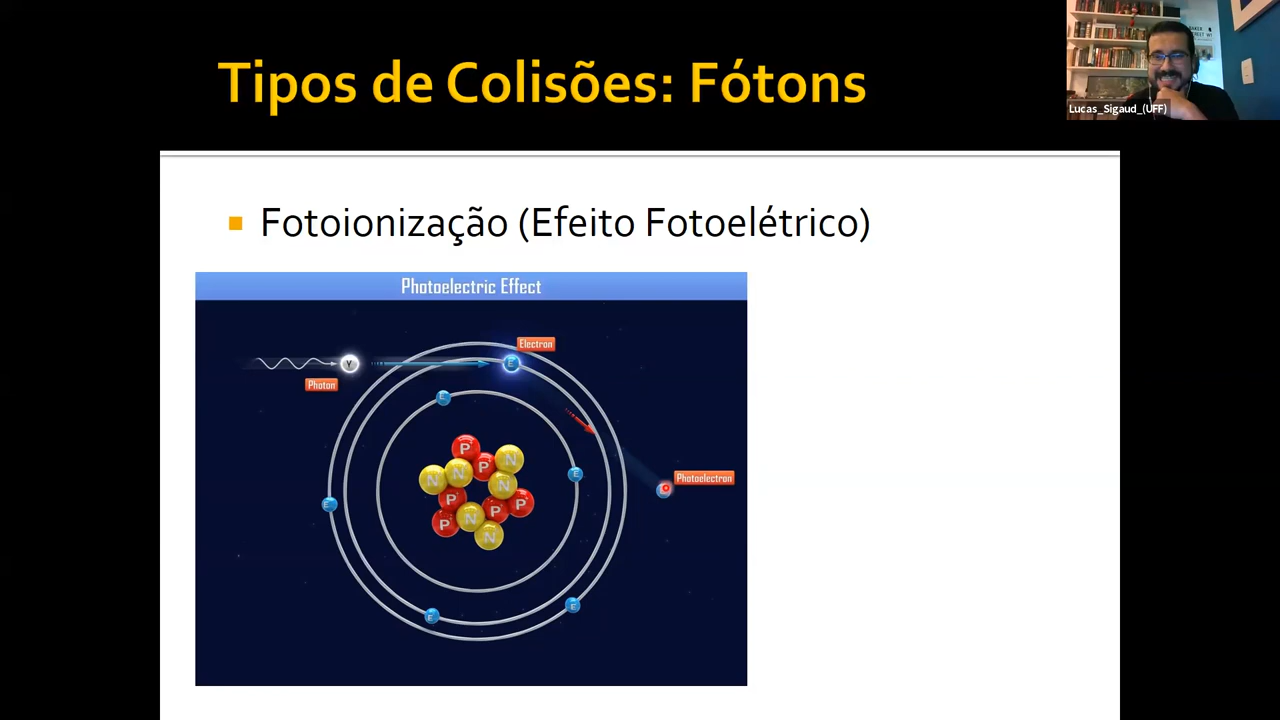 Tipos de Colisões: Fótons
Lucas_Sigaud_(UFF)
Fotoionização (Efeito Fotoelétrico)
Photoelectric Effect
Electron
Y
E
Photon
E
P
N
P
N
N
E
Photoelectron
N
P
P
P
E
P
N
N
E
E